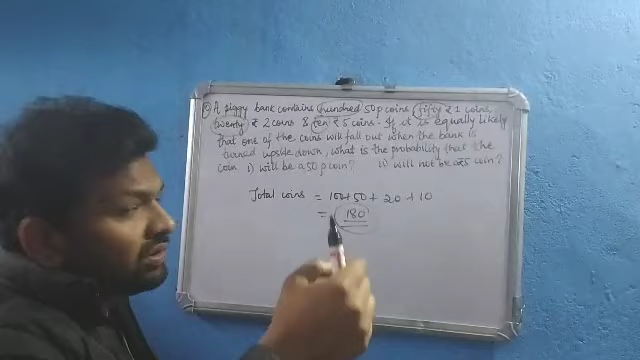 Q A piggy bank contains hundred 50p coins, fifty ₹1 coins,
twenty ₹2 coins & ten ₹5 coins. If it is equally likely
that one of the coins will fall out when the bank is
turned upside down, what is the probability that the
coin i) will be a 50p coin? ii) will not be a ₹5 coin?
Total coins = 100+50+20+10
= 180